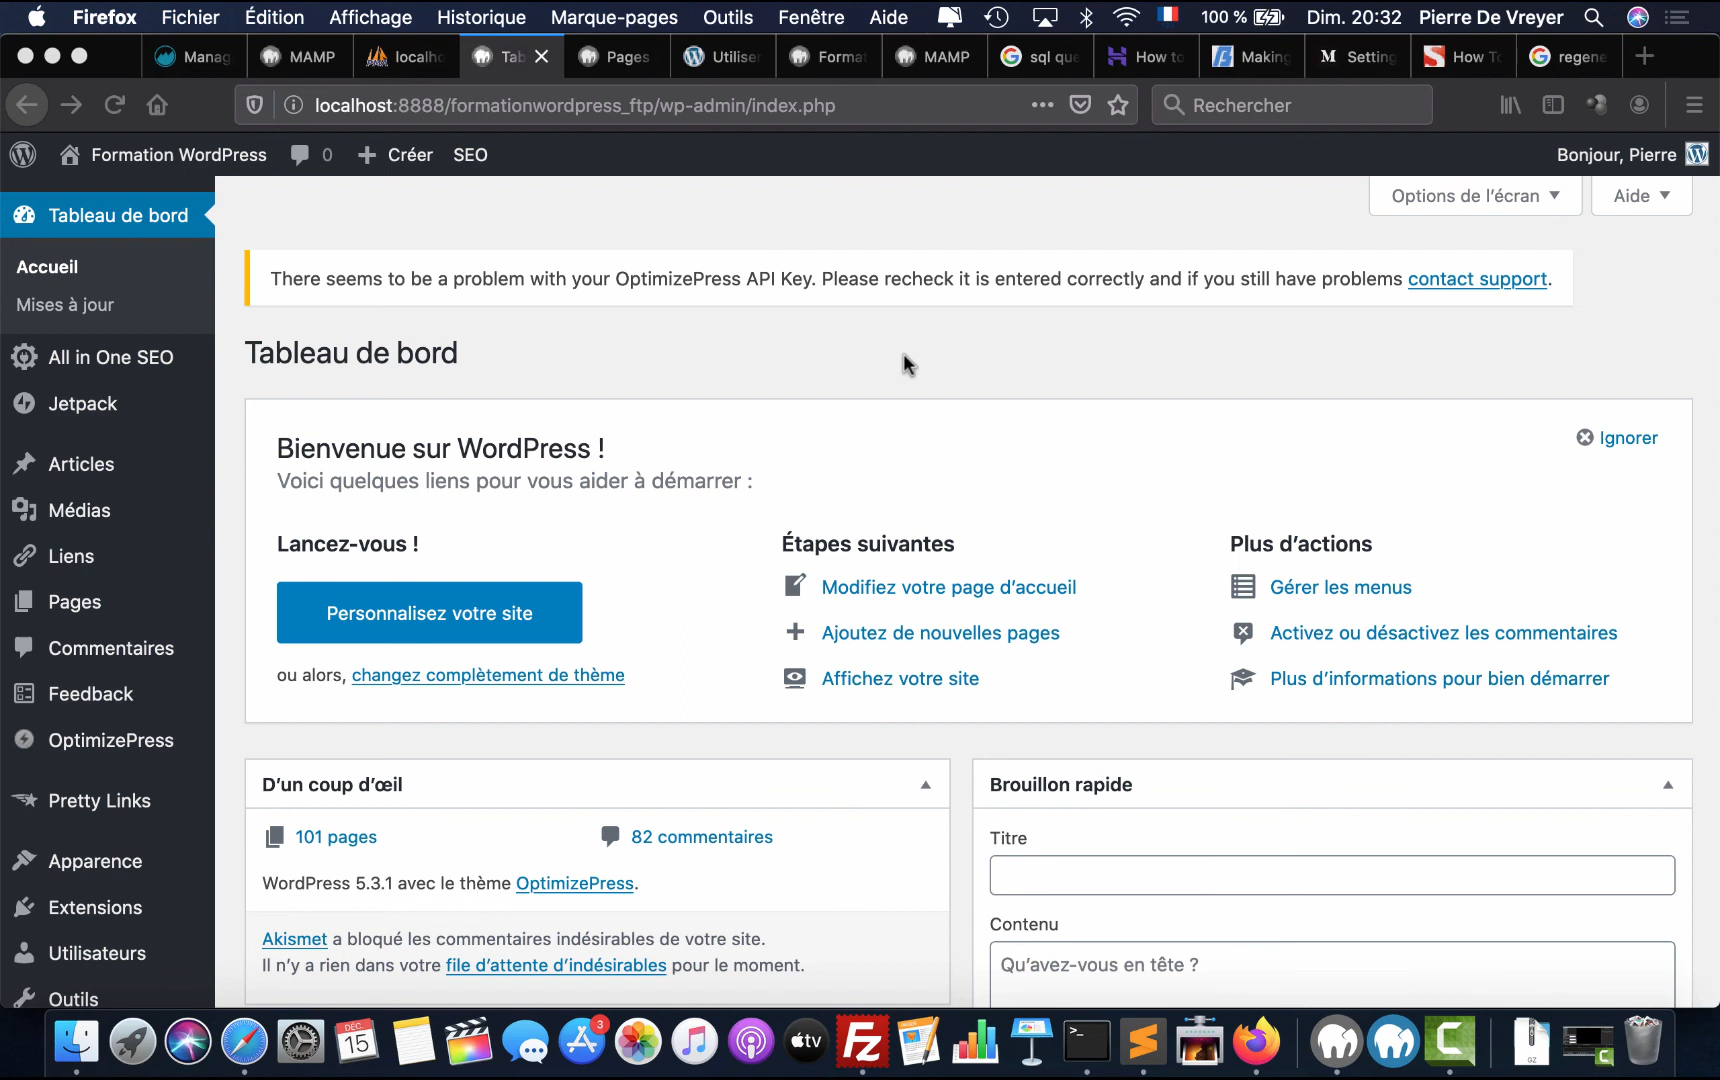 Firefox Fichier Édition Affichage Historique Marque-pages Outils Fenêtre Aide 100 % Dim. 20:32 Pierre De Vreyer
Manag MAMP localho Tab Pages Utiliser Format MAMP sql que How to Making Setting How To regene
localhost:8888/formationwordpress_ftp/wp-admin/index.php Rechercher
Formation WordPress 0 Créer SEO Bonjour, Pierre
Options de l'écran Aide
Tableau de bord
Accueil
Mises à jour
All in One SEO
Jetpack
Articles
Médias
Liens
Pages
Commentaires
Feedback
OptimizePress
Pretty Links
Apparence
Extensions
Utilisateurs
Outils
There seems to be a problem with your OptimizePress API Key. Please recheck it is entered correctly and if you still have problems contact support.
Tableau de bord
Bienvenue sur WordPress !
Ignorer
Voici quelques liens pour vous aider à démarrer :
Lancez-vous !
Personnalisez votre site
ou alors, changez complètement de thème
Étapes suivantes
Modifiez votre page d'accueil
Ajoutez de nouvelles pages
Affichez votre site
Plus d'actions
Gérer les menus
Activez ou désactivez les commentaires
Plus d'informations pour bien démarrer
D'un coup d'œil
101 pages 82 commentaires
WordPress 5.3.1 avec le thème OptimizePress.
Akismet a bloqué les commentaires indésirables de votre site.
Il n'y a rien dans votre file d'attente d'indésirables pour le moment.
Brouillon rapide
Titre
Contenu
Qu'avez-vous en tête ?
DÉC.
15
3
tv
GZ